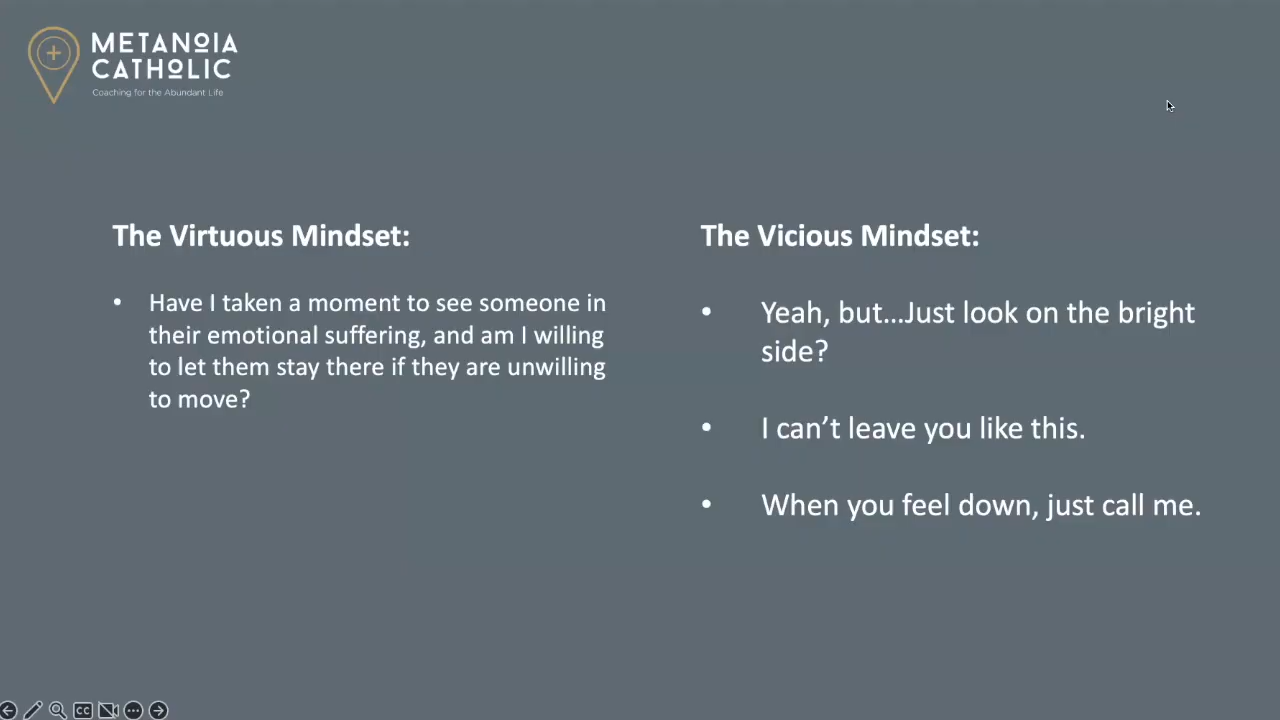 METANOIA
CATHOLIC
Coaching for the Abundant Life
The Virtuous Mindset:
• Have I taken a moment to see someone in
their emotional suffering, and am I willing
to let them stay there if they are unwilling
to move?
The Vicious Mindset:
• Yeah, but...Just look on the bright
side?
• I can’t leave you like this.
• When you feel down, just call me.
CC